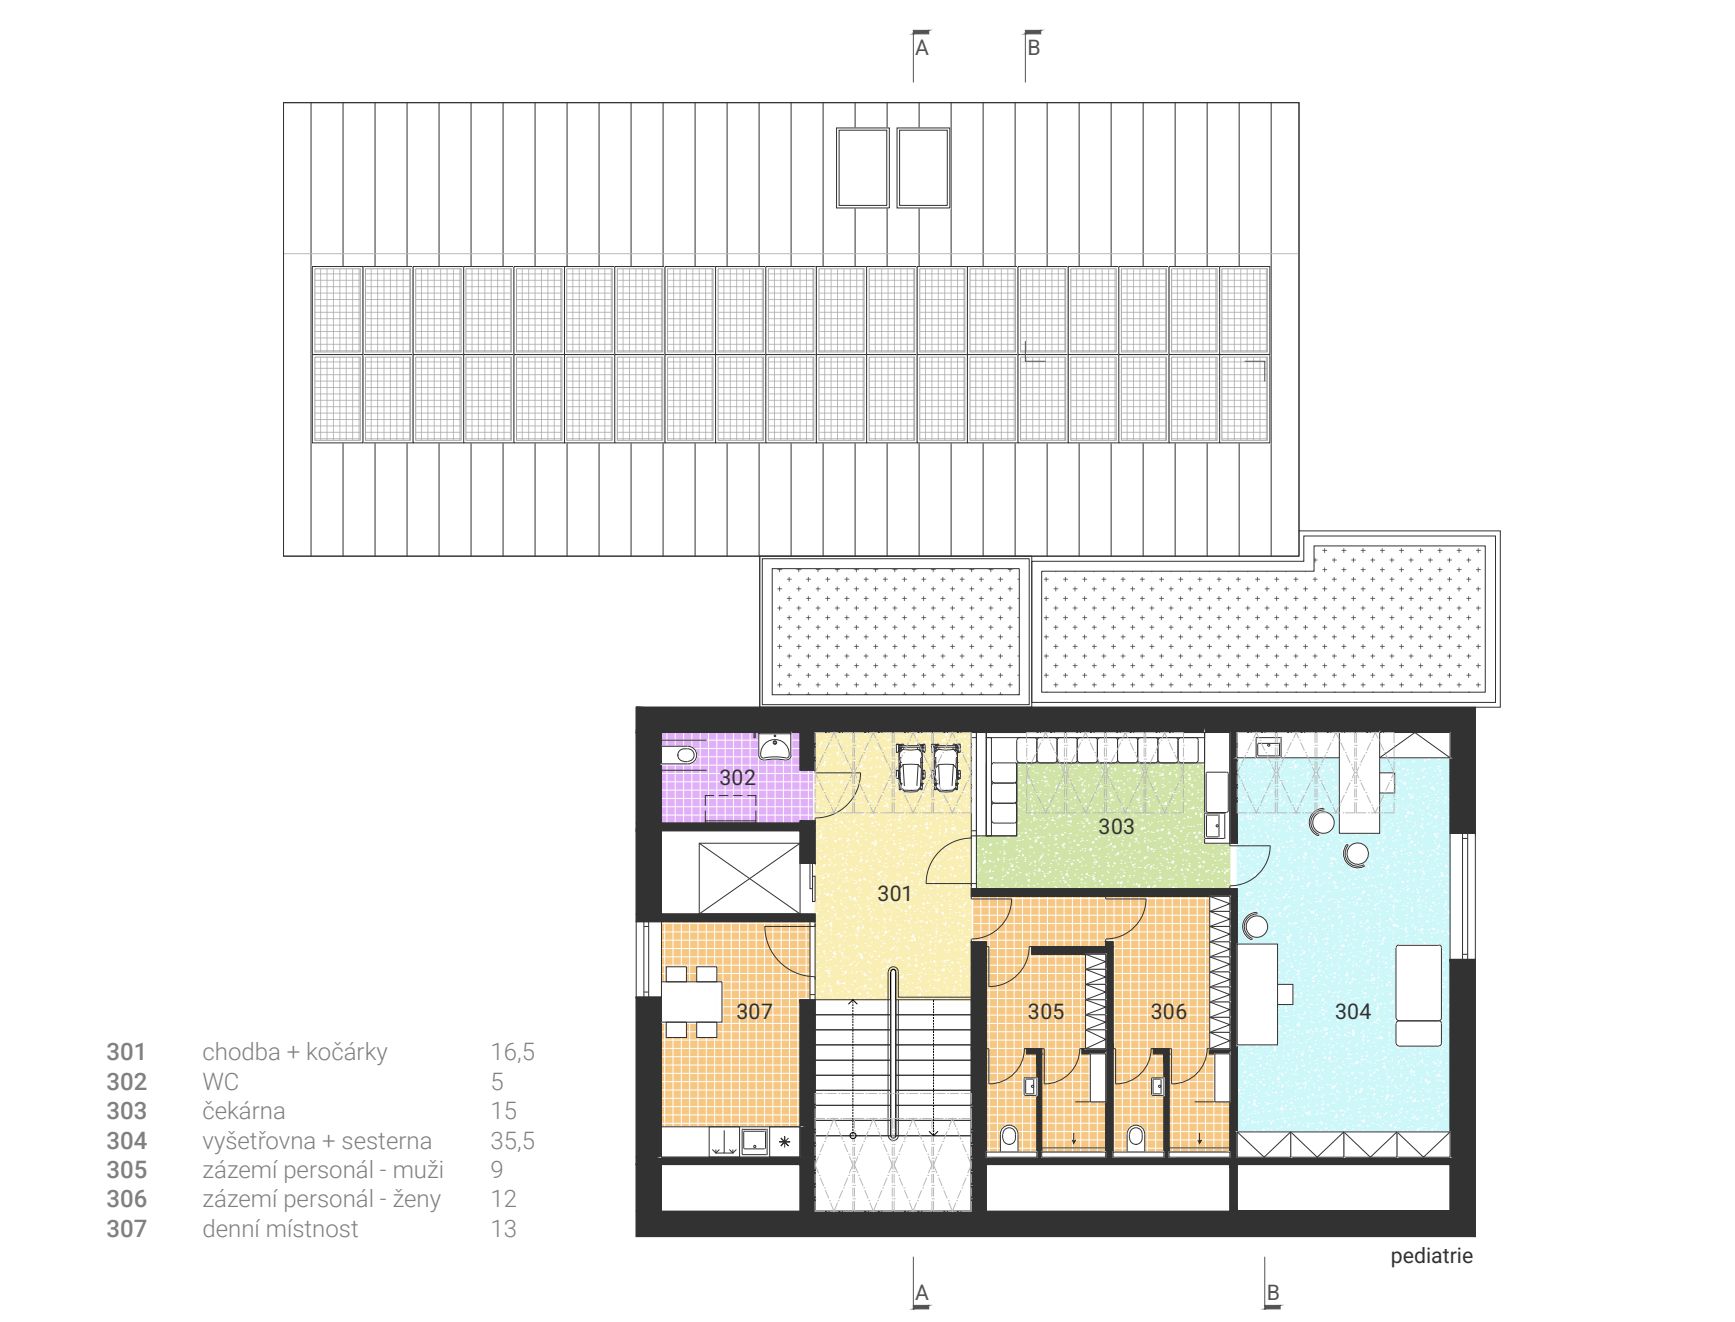 A
B
302
303
301
307
305
306
304
301 chodba + kočárky 16,5
302 WC 5
303 čekárna 15
304 vyšetřovna + sesterna 35,5
305 zázemí personál - muži 9
306 zázemí personál - ženy 12
307 denní místnost 13
pediatrie
A
B